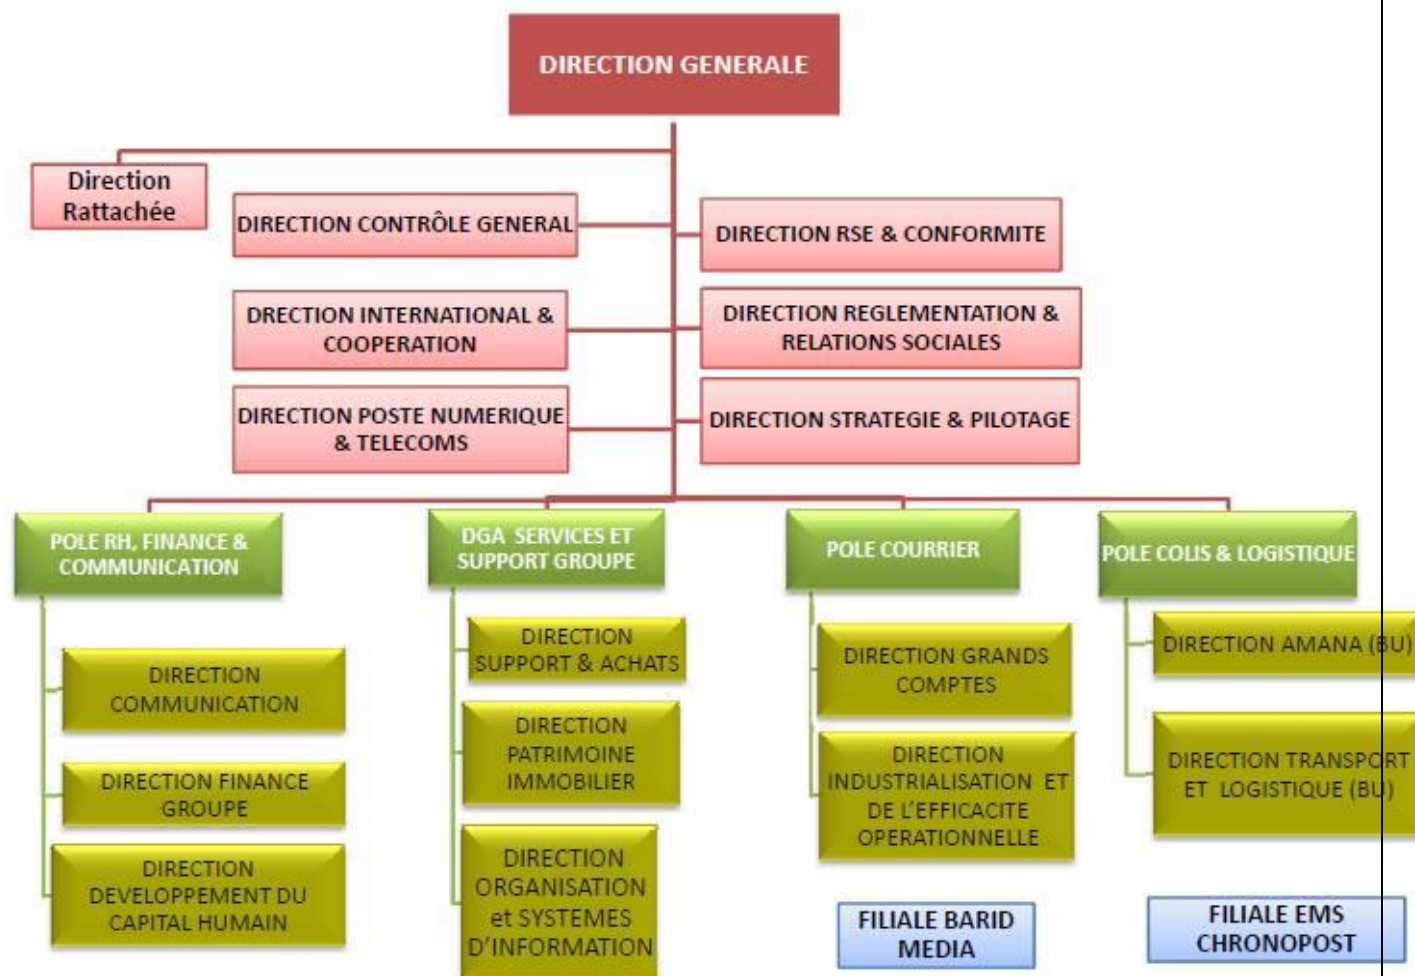 DIRECTION GENERALE
Direction
Rattachée
DIRECTION CONTRÔLE GENERAL
DIRECTION RSE & CONFORMITE
DRECTION INTERNATIONAL &
COOPERATION
DIRECTION REGLEMENTATION &
RELATIONS SOCIALES
DIRECTION POSTE NUMERIQUE
& TELECOMS
DIRECTION STRATEGIE & PILOTAGE
POLE RH, FINANCE &
COMMUNICATION
DIRECTION
COMMUNICATION
DIRECTION FINANCE
GROUPE
DIRECTION
DEVELOPPEMENT DU
CAPITAL HUMAIN
DGA SERVICES ET
SUPPORT GROUPE
DIRECTION
SUPPORT & ACHATS
DIRECTION
PATRIMOINE
IMMOBILIER
DIRECTION
ORGANISATION
et SYSTEMES
D'INFORMATION
POLE COURRIER
DIRECTION GRANDS
COMPTES
DIRECTION
INDUSTRIALISATION ET
DE L'EFFICACITE
OPERATIONNELLE
FILIALE BARID
MEDIA
POLE COLIS & LOGISTIQUE
DIRECTION AMANA (BU)
DIRECTION TRANSPORT
ET LOGISTIQUE (BU)
FILIALE EMS
CHRONOPOST